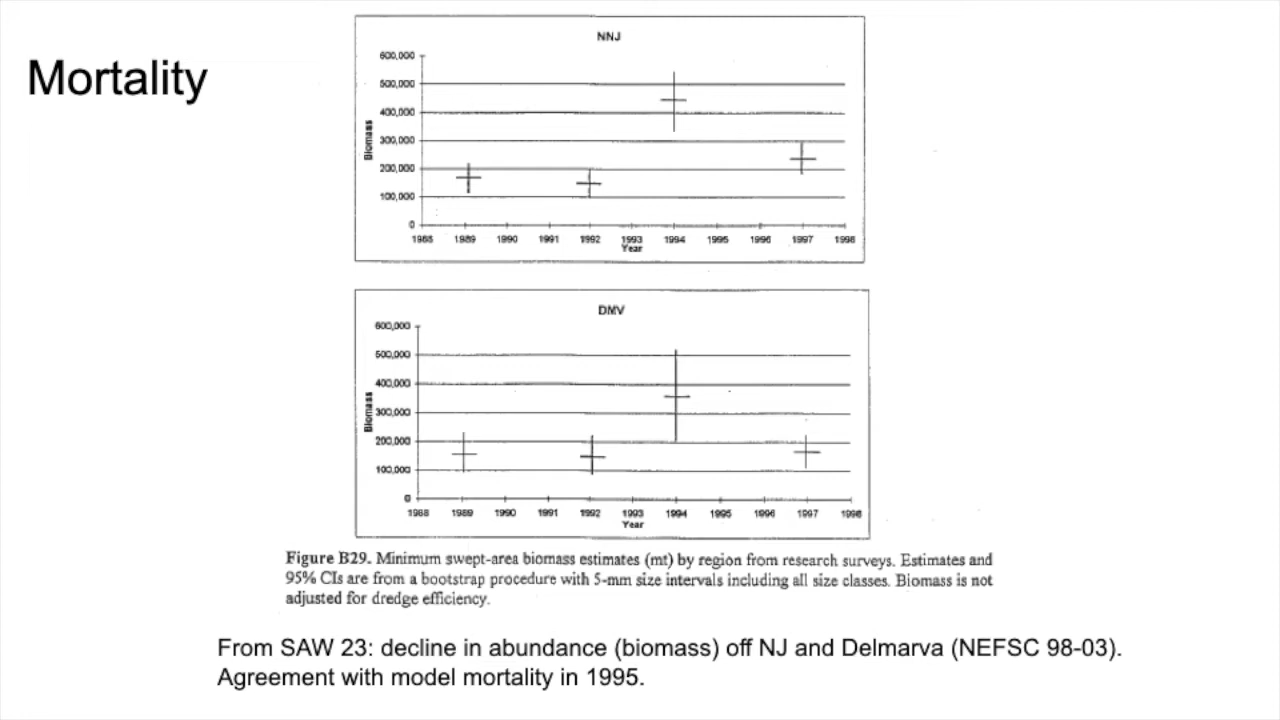 Mortality
NNJ
600,000
500,000
400,000
300,000
200,000
100,000
0
Biomass
1988 1989 1990 1991 1992 1993 1994 1995 1996 1997 1998
Year
DMV
600,000
500,000
400,000
300,000
200,000
100,000
0
Biomass
1988 1989 1990 1991 1992 1993 1994 1995 1996 1997 1998
Year
Figure B29. Minimum swept-area biomass estimates (mt) by region from research surveys. Estimates and
95% CIs are from a bootstrap procedure with 5-mm size intervals including all size classes. Biomass is not
adjusted for dredge efficiency.
From SAW 23: decline in abundance (biomass) off NJ and Delmarva (NEFSC 98-03).
Agreement with model mortality in 1995.